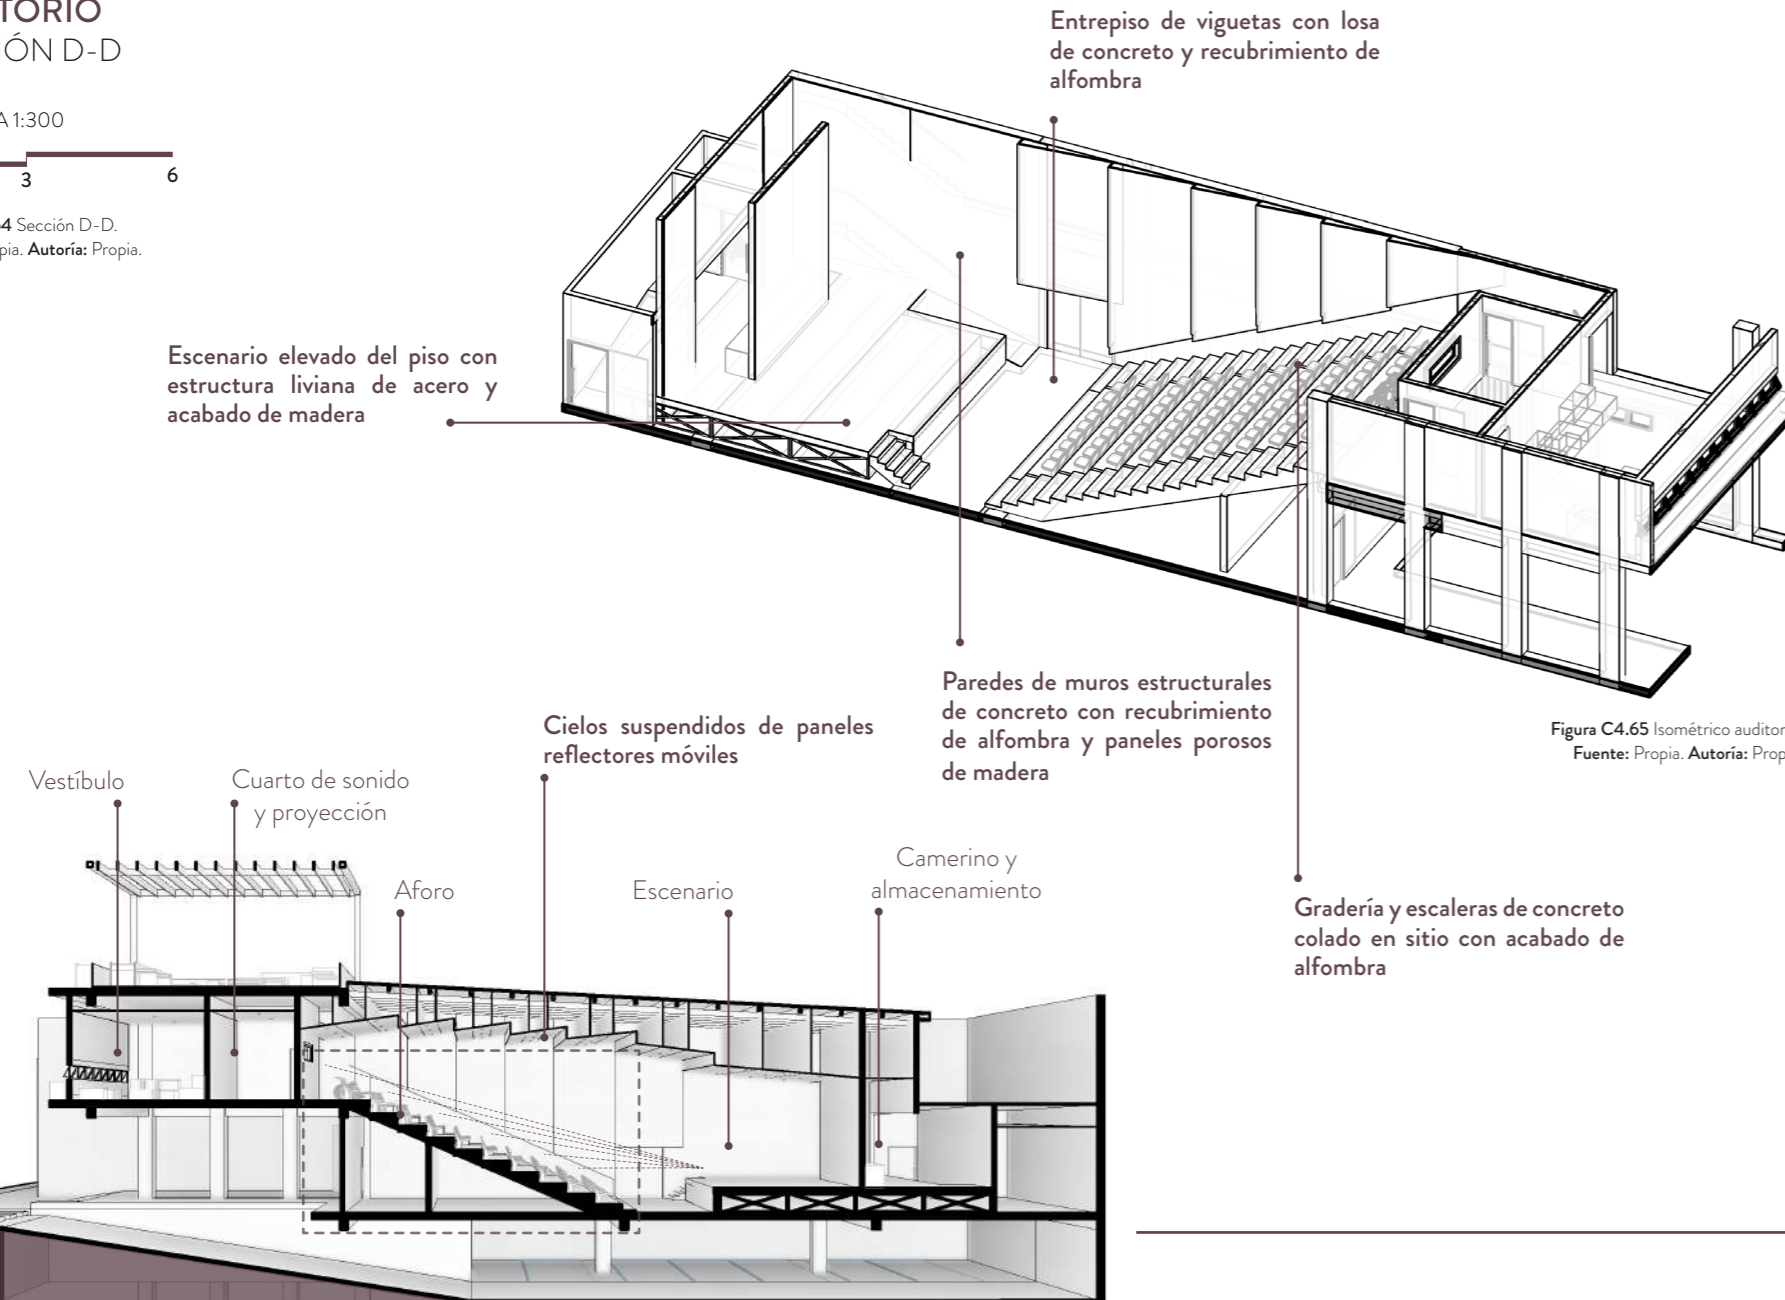 TORIO
IÓN D-D
A 1:300
3
6
64 Sección D-D.
pia. Autoría: Propia.
Entrepiso de viguetas con losa
de concreto y recubrimiento de
alfombra
Escenario elevado del piso con
estructura liviana de acero y
acabado de madera
Paredes de muros estructurales
de concreto con recubrimiento
de alfombra y paneles porosos
de madera
Figura C4.65 Isométrico auditor
Fuente: Propia. Autoría: Prop
Gradería y escaleras de concreto
colado en sitio con acabado de
alfombra
Cielos suspendidos de paneles
reflectores móviles
Vestíbulo
Cuarto de sonido
y proyección
Aforo
Escenario
Camerino y
almacenamiento